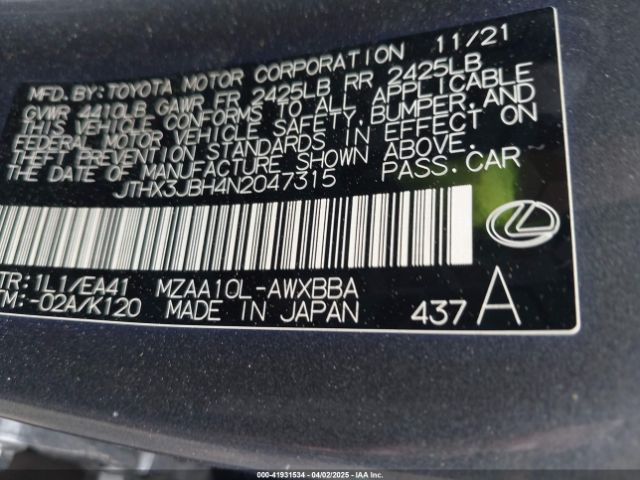 MFD. BY: TOYOTA MOTOR CORPORATION 11/21
GVWR 4410LB GAWR FR 2425LB RR 2425LB
THIS VEHICLE CONFORMS TO ALL APPLICABLE
FEDERAL MOTOR VEHICLE SAFETY, BUMPER, AND
THEFT PREVENTION STANDARDS IN EFFECT ON
THE DATE OF MANUFACTURE SHOWN ABOVE.
JTHX3JBH4N2047315 PASS. CAR
TR: 1L1/EA41 MZAA10L-AWXBBA
TM: -02A/K120 MADE IN JAPAN 437 A
000-41931534 - 04/02/2025 - IAAI.COM